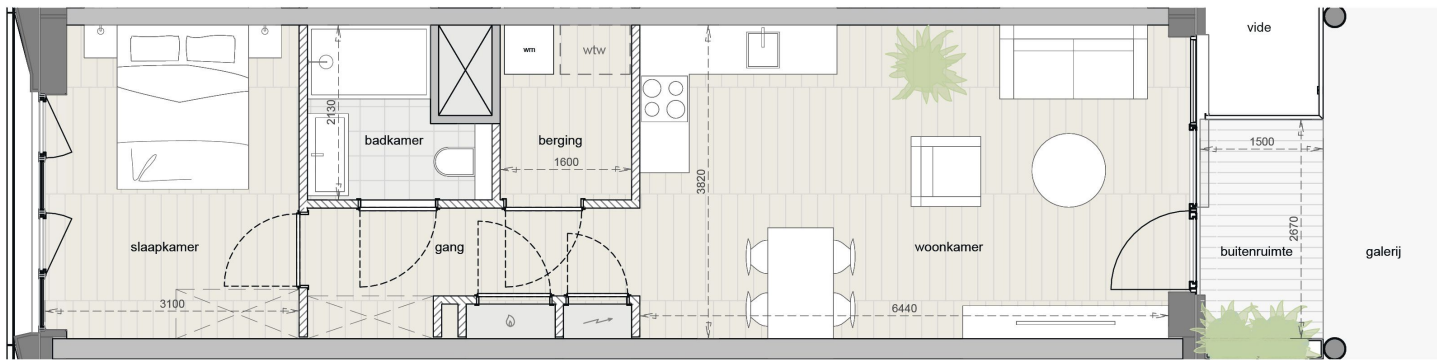 vide
wm
wtw
2130
badkamer
berging
1600
1500
3820
2670
slaapkamer
gang
woonkamer
buitenruimte
galerij
3100
6440